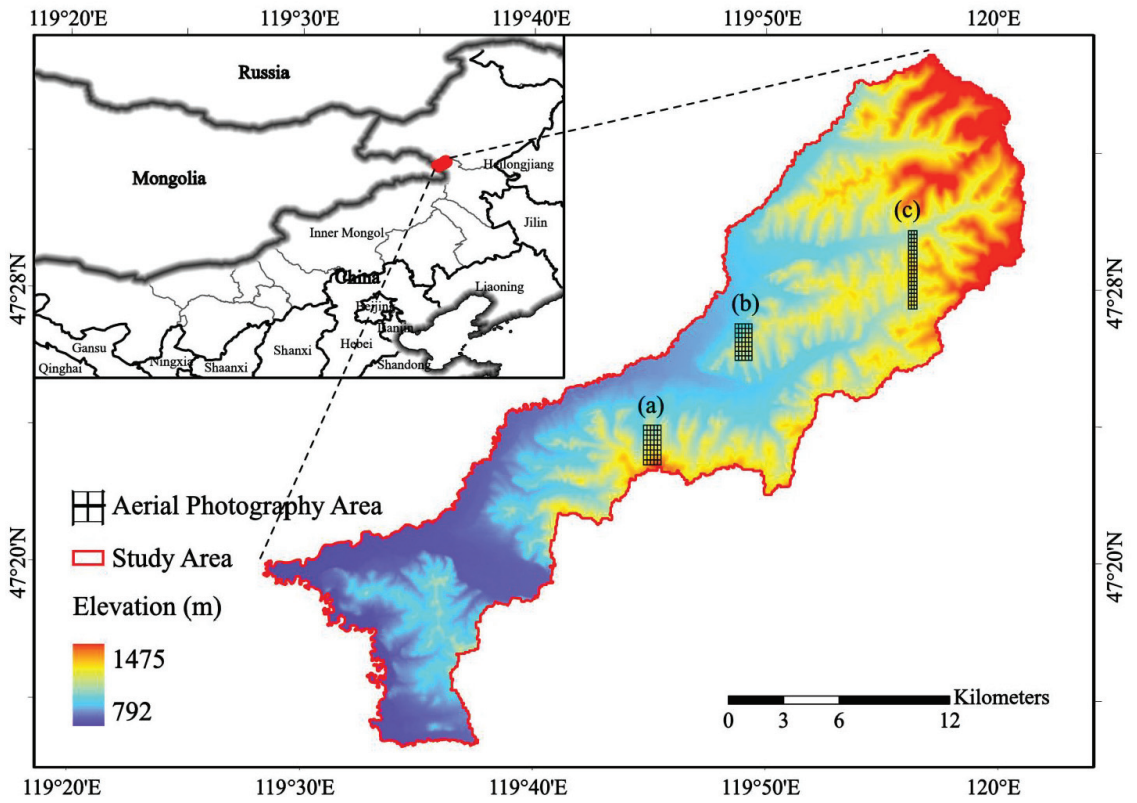 119°20'E 119°30'E 119°40'E 119°50'E 120°E
Russia
Mongolia
Heilongjiang
Jilin
Inner Mongol
China
Liaoning
Beijing
Tianjin
Hebei
Shanxi
Gansu
Ningxia
Shaanxi
Shandong
Qinghai
47°28'N
47°28'N
(c)
(b)
(a)
Aerial Photography Area
Study Area
Elevation (m)
1475
792
47°20'N
47°20'N
Kilometers
0 3 6 12
119°20'E 119°30'E 119°40'E 119°50'E 120°E